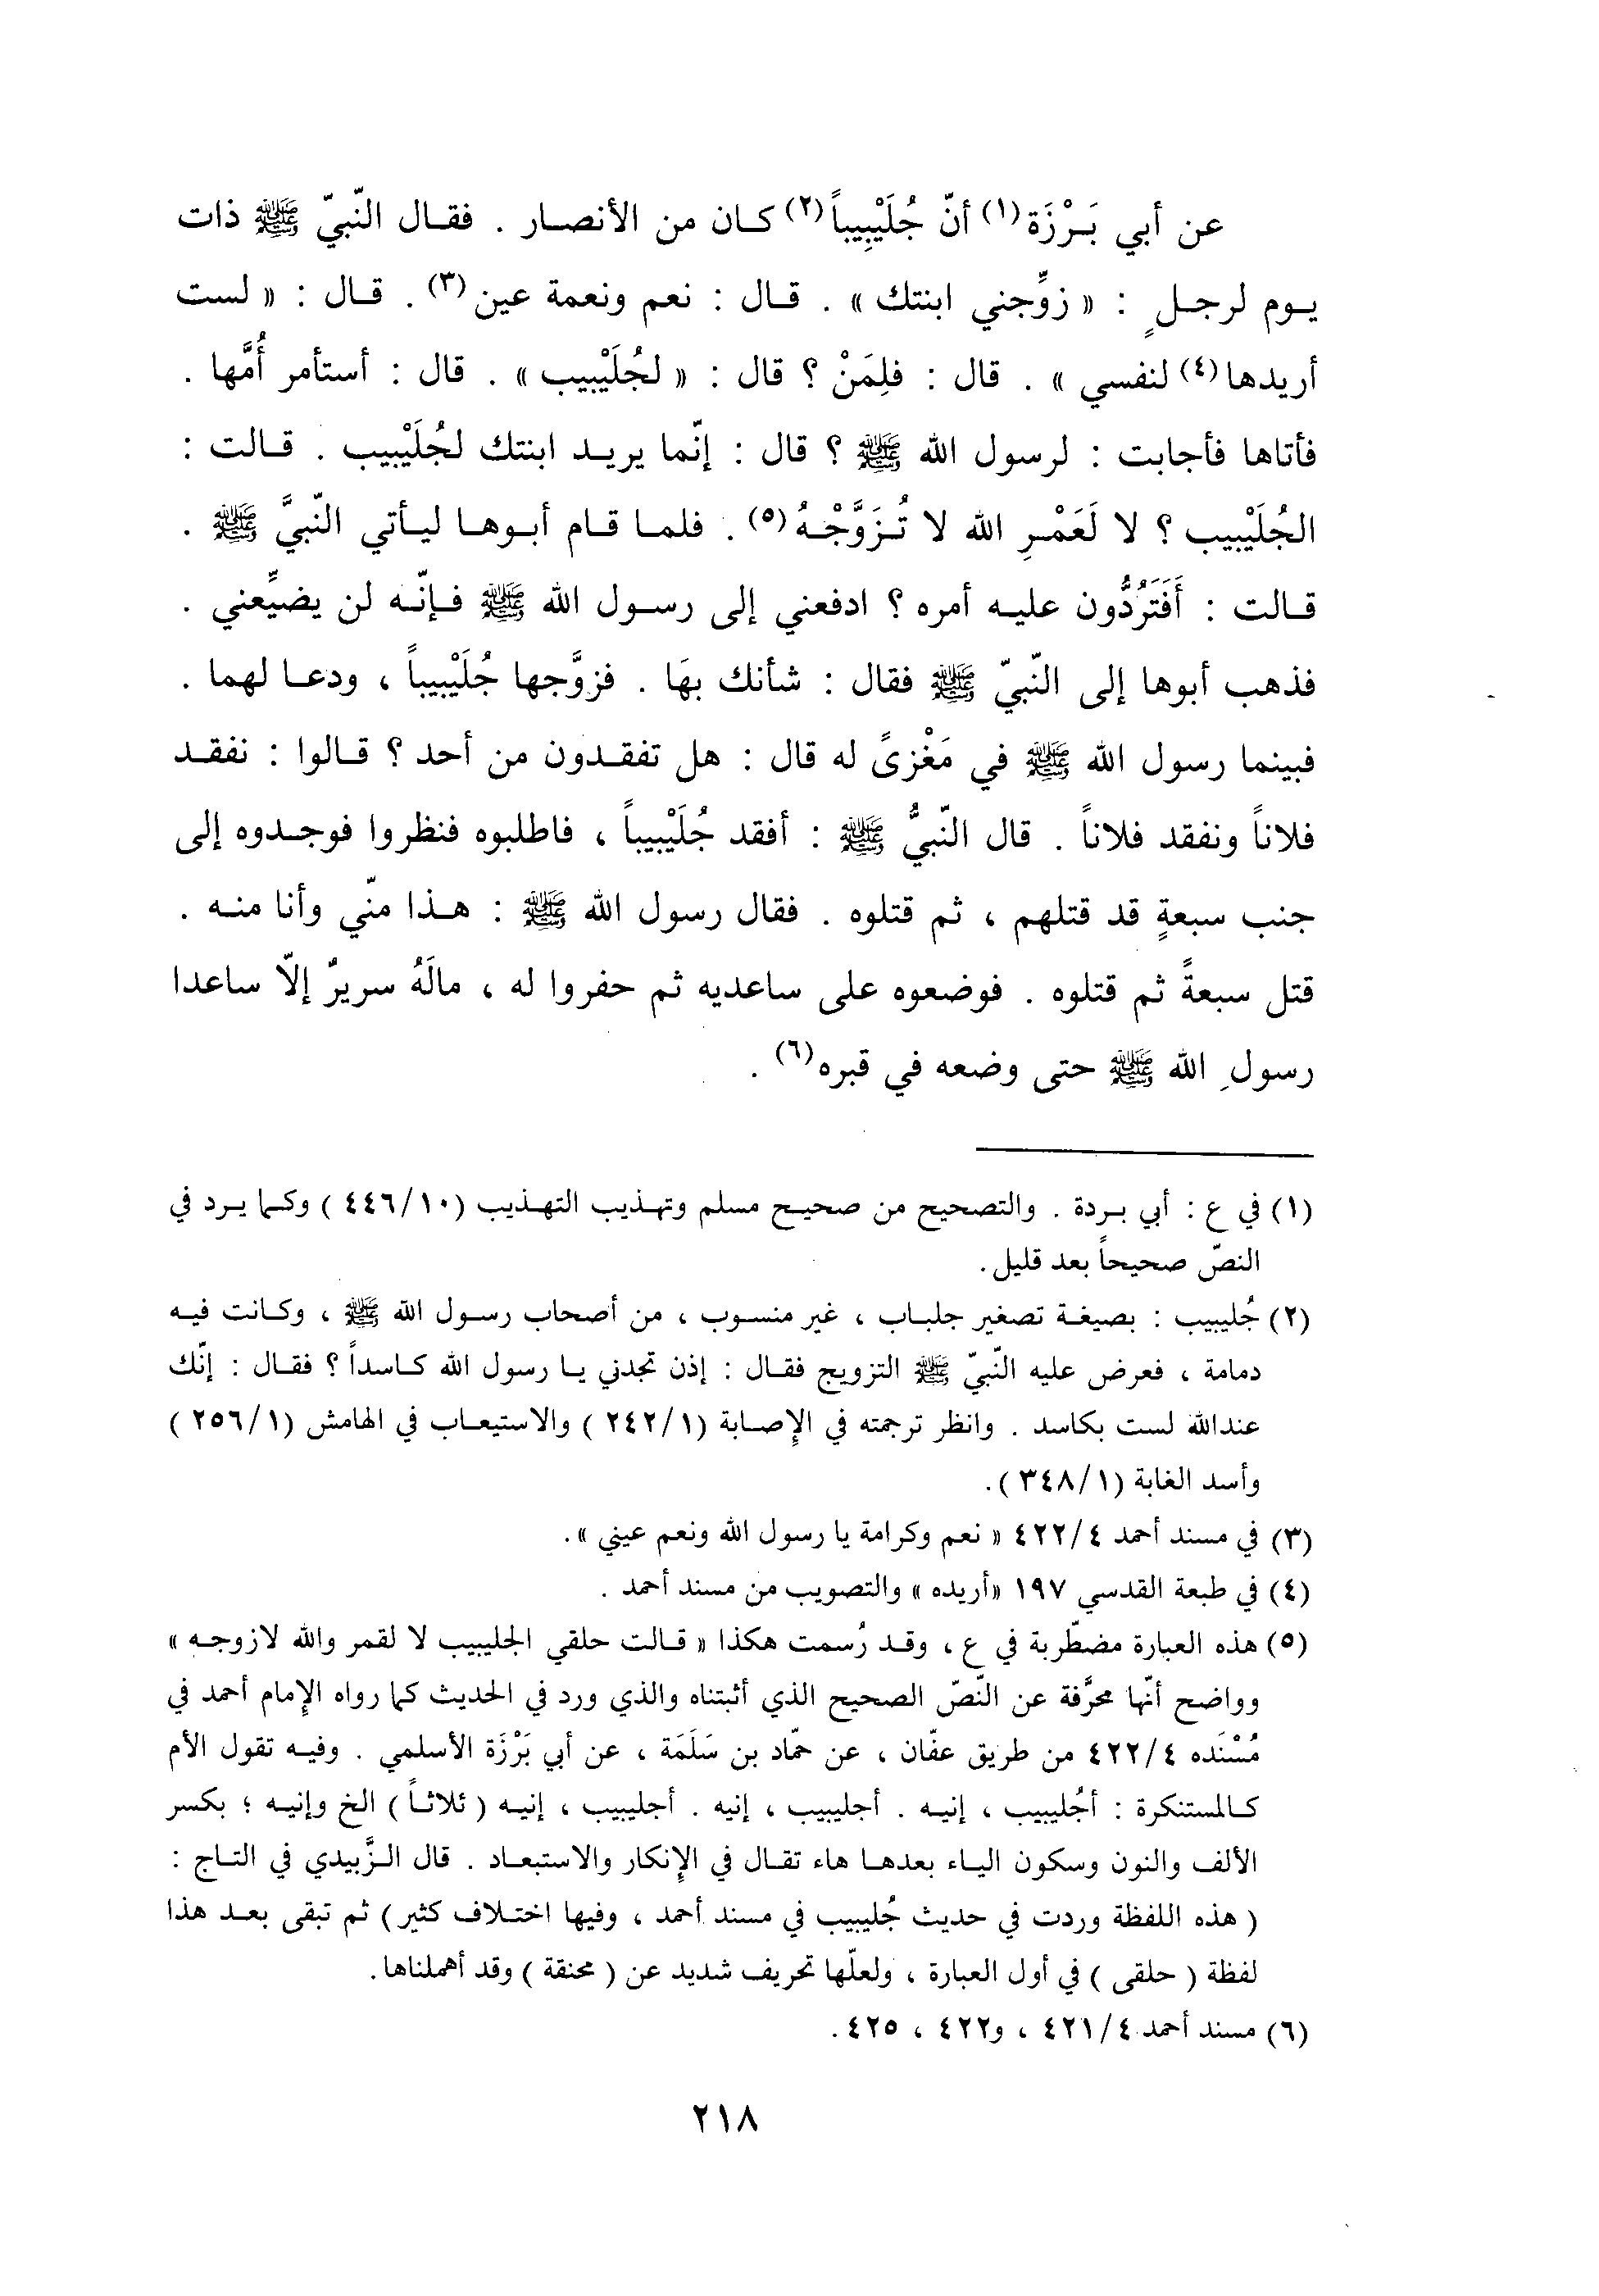 عن أبي بَـرْزَة(١) أنّ جُلَيْبِيباً(٢) كـان من الأنصـار . فقـال النّبيّ ﷺ ذات
يـوم لرجـلٍ : « زوِّجني ابنتك » . قـال : نعم ونعمة عين(٣) . قـال : « لست
أريدها(٤) لنفسي » . قال : فلِمَنْ ؟ قال : « لجُلَيْبيب » . قال : أستأمر أُمَّها .
فأتاها فأجابت : لرسول الله ﷺ ؟ قال : إنّما يريـد ابنتك لجُلَيْبيب . قـالت :
الجُلَيْبيب ؟ لا لَعَمْـرِ الله لا تُـزَوَّجْـهُ(٥) . فلمـا قـام أبـوهـا ليـأتي النّبيَّ ﷺ .
قـالت : أَفَتَرُدُّون عليـه أمره ؟ ادفعني إلى رسـول الله ﷺ فـإنّـه لن يضيِّعني .
فذهب أبوها إلى النّبيّ ﷺ فقال : شأنك بهَا . فزوَّجها جُلَيْبيباً ، ودعـا لهما .
فبينما رسول الله ﷺ في مَغْزىً له قال : هل تفقـدون من أحد ؟ قـالوا : نفقـد
فلاناً ونفقد فلاناً . قال النّبيُّ ﷺ : أفقد جُلَيْبيباً ، فاطلبوه فنظروا فوجـدوه إلى
جنب سبعةٍ قد قتلهم ، ثم قتلوه . فقال رسول الله ﷺ : هـذا منّي وأنا منـه .
قتل سبعةً ثم قتلوه . فوضعوه على ساعديه ثم حفروا له ، مالَهُ سريرٌ إلّا ساعدا
رسولِ الله ﷺ حتى وضعه في قبره(٦) .
(١) في ع : أبي بـردة . والتصحيح من صحيـح مسلم وتهـذيب التهـذيب (١٠/٤٤٦) وكـما يـرد في
النصّ صحيحاً بعد قليل.
(٢) جُليبيب : بصيغـة تصغير جلبـاب ، غير منسـوب ، من أصحاب رسـول الله ﷺ ، وكـانت فيـه
دمامة ، فعرض عليه النّبيّ ﷺ التزويج فقـال : إذن تجدني يـا رسول الله كـاسداً ؟ فقـال : إنّك
عندالله لست بكاسد . وانظر ترجمته في الإصـابة (١/٢٤٢) والاستيعـاب في الهامش (١/٢٥٦)
وأسد الغابة (١/٣٤٨).
(٣) في مسند أحمد ٤/٤٢٢ « نعم وكرامة يا رسول الله ونعم عيني ».
(٤) في طبعة القدسي ١٩٧ «أريده » والتصويب من مسند أحمد .
(٥) هذه العبارة مضطّربة في ع ، وقـد رُسمت هكذا « قـالت حلقي الجليبيب لا لقمر والله لازوجـه »
وواضح أنّها محرَّفة عن النّصّ الصحيح الذي أثبتناه والذي ورد في الحديث كما رواه الإمام أحمد في
مُسْنَده ٤/٤٢٢ من طريق عفّان ، عن حمّاد بن سَلَمَة ، عن أبي بَرْزَة الأسلمي . وفيـه تقول الأم
كـالمستنكرة : أجُليبيب ، إنيـه . أجليبيب ، إنيه . أجليبيب ، إنيه ( ثلاثـاً ) الخ وإنيـه ؛ بكسر
الألف والنون وسكون اليـاء بعدهـا هاء تقـال في الإنكار والاستبعـاد . قال الـزَّبيدي في التـاج :
( هذه اللفظة وردت في حديث جُليبيب في مسند أحمد ، وفيها اختـلاف كثير ) ثم تبقى بعـد هذا
لفظة ( حلقى ) في أول العبارة ، ولعلّها تحريف شديد عن ( محنقة ) وقد أهملناها.
(٦) مسند أحمد ٤/٤٢١ ، و٤٢٢ ، ٤٢٥.
٢١٨